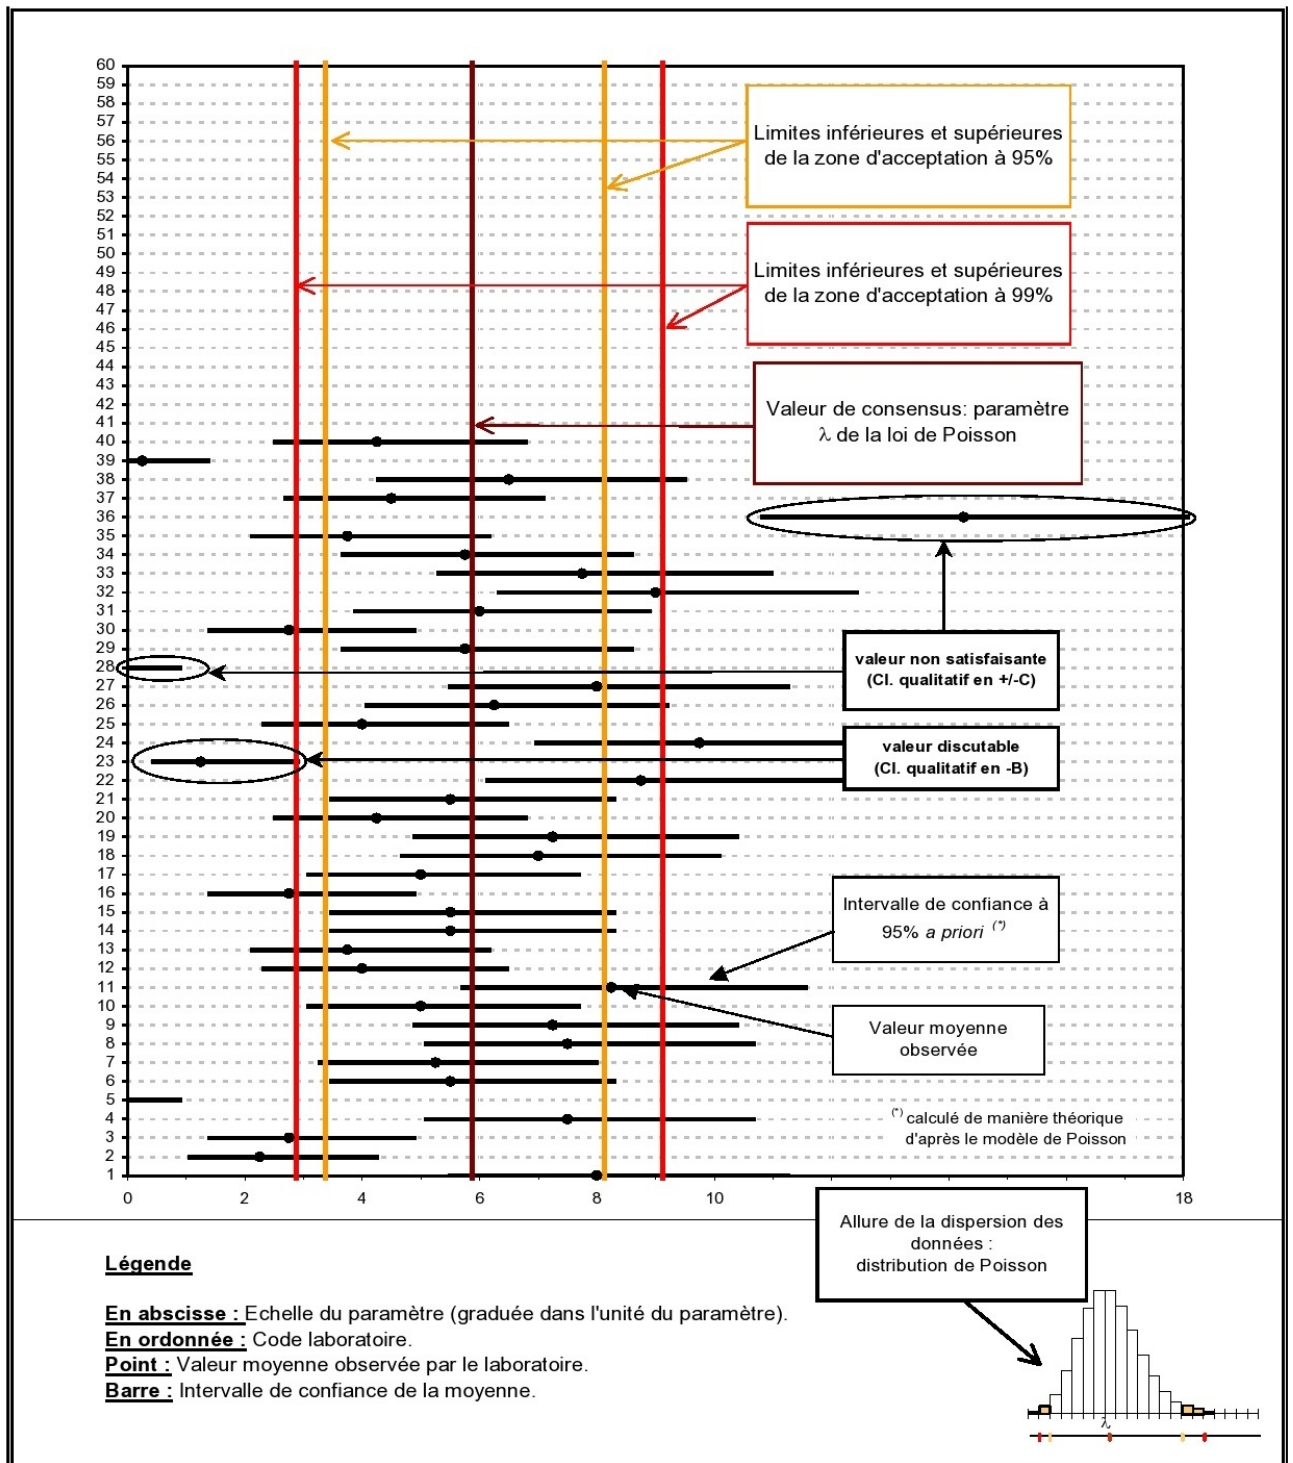 60
59
58
57
56
55
54
53
52
51
50
49
48
47
46
45
44
43
42
41
40
39
38
37
36
35
34
33
32
31
30
29
28
27
26
25
24
23
22
21
20
19
18
17
16
15
14
13
12
11
10
9
8
7
6
5
4
3
2
1
0 2 4 6 8 10 18
Limites inférieures et supérieures
de la zone d'acceptation à 95%
Limites inférieures et supérieures
de la zone d'acceptation à 99%
Valeur de consensus: paramètre
λ de la loi de Poisson
valeur non satisfaisante
(Cl. qualitatif en +/-C)
valeur discutable
(Cl. qualitatif en -B)
Intervalle de confiance à
95% a priori (*)
Valeur moyenne
observée
(*) calculé de manière théorique
d'après le modèle de Poisson
Allure de la dispersion des
données :
distribution de Poisson
λ
Légende
En abscisse : Echelle du paramètre (graduée dans l'unité du paramètre).
En ordonnée : Code laboratoire.
Point : Valeur moyenne observée par le laboratoire.
Barre : Intervalle de confiance de la moyenne.